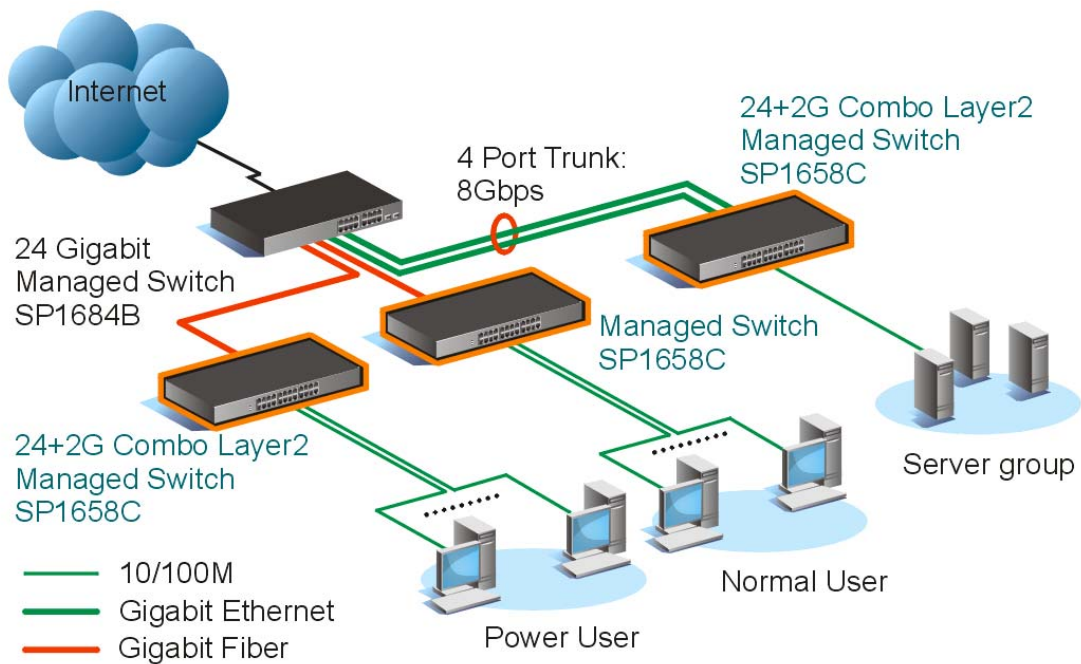 Internet
24+2G Combo Layer2
Managed Switch
SP1658C
4 Port Trunk:
8Gbps
24 Gigabit
Managed Switch
SP1684B
Managed Switch
SP1658C
24+2G Combo Layer2
Managed Switch
SP1658C
Server group
Normal User
Power User
10/100M
Gigabit Ethernet
Gigabit Fiber